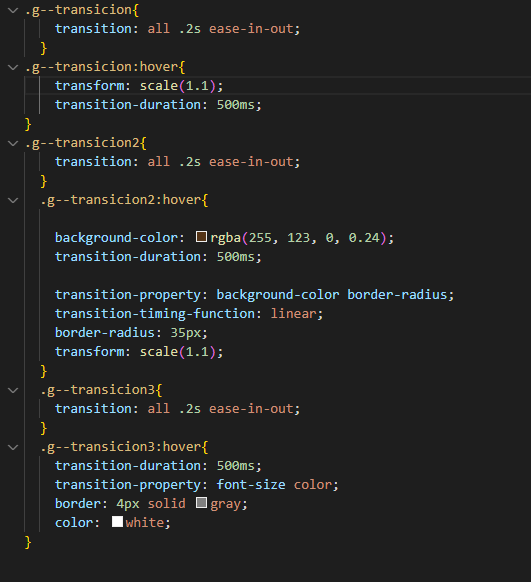 .g--transicion{
transition: all .2s ease-in-out;
}
.g--transicion:hover{
transform: scale(1.1);
transition-duration: 500ms;
}
.g--transicion2{
transition: all .2s ease-in-out;
}
.g--transicion2:hover{
background-color: rgba(255, 123, 0, 0.24);
transition-duration: 500ms;
transition-property: background-color border-radius;
transition-timing-function: linear;
border-radius: 35px;
transform: scale(1.1);
}
.g--transicion3{
transition: all .2s ease-in-out;
}
.g--transicion3:hover{
transition-duration: 500ms;
transition-property: font-size color;
border: 4px solid gray;
color: white;
}